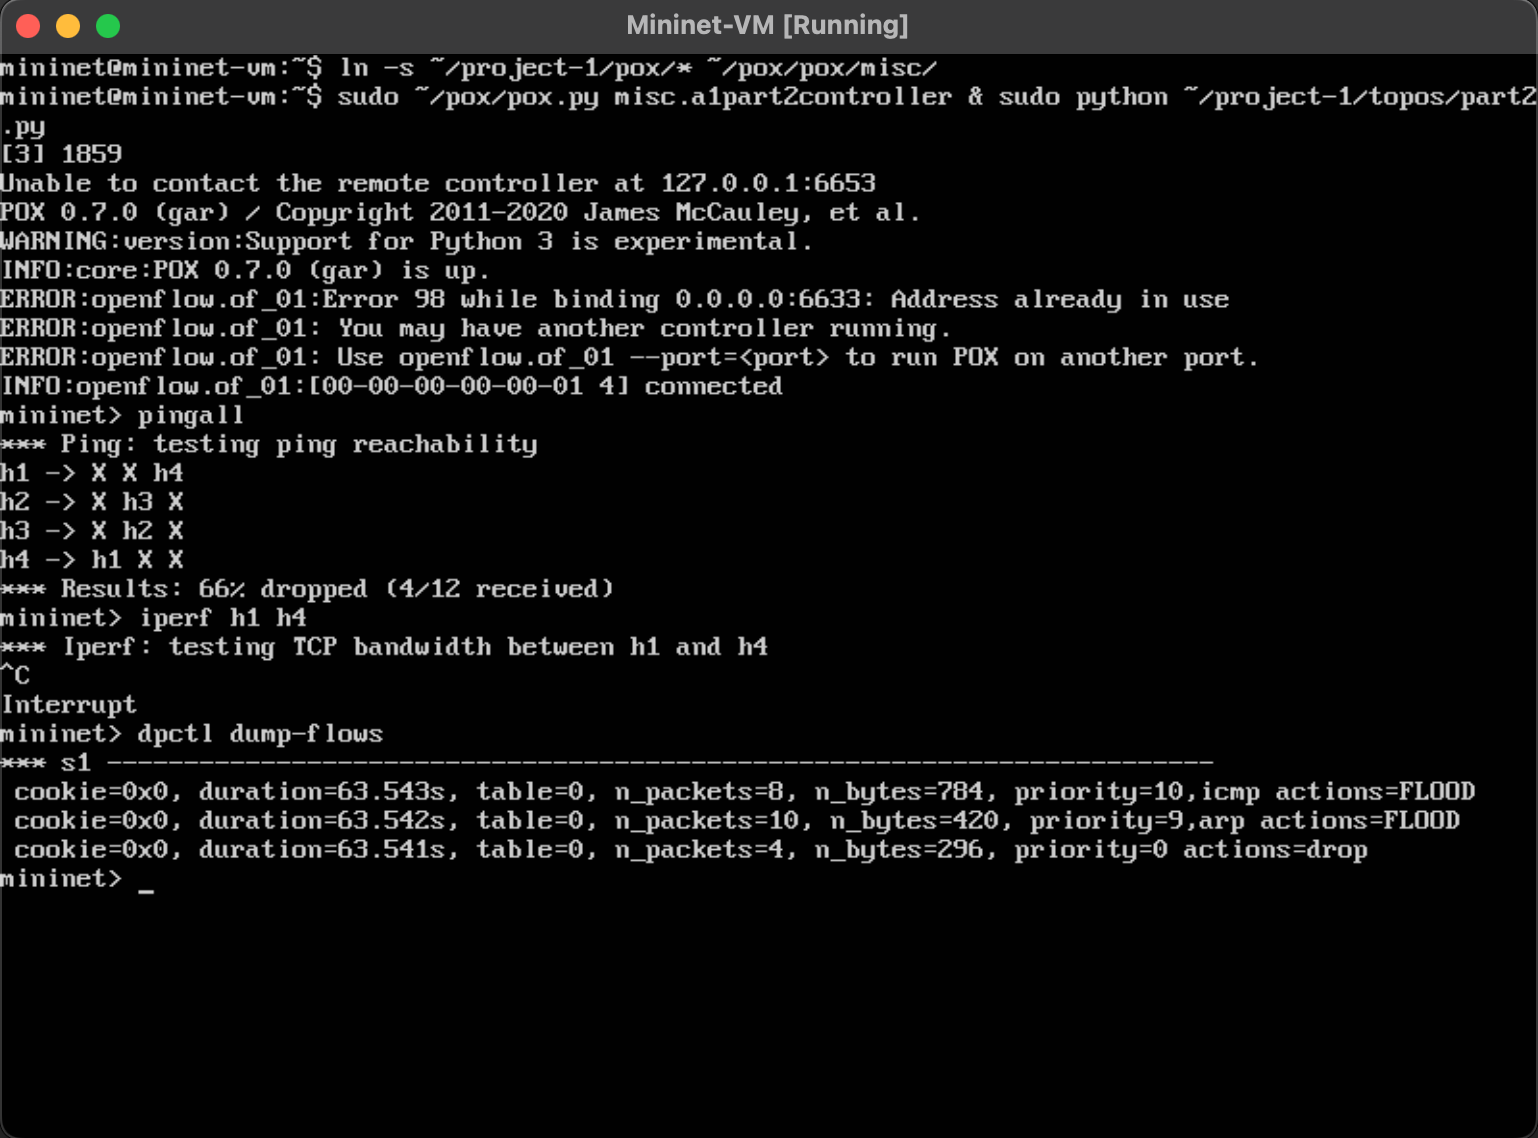 Mininet-VM [Running]
mininet@mininet-vm:~$ ln -s ~/project-1/pox/* ~/pox/pox/misc/
mininet@mininet-vm:~$ sudo ~/pox/pox.py misc.a1part2controller & sudo python ~/project-1/topos/part2
.py
[3] 1859
Unable to contact the remote controller at 127.0.0.1:6653
POX 0.7.0 (gar) / Copyright 2011-2020 James McCauley, et al.
WARNING:version:Support for Python 3 is experimental.
INFO:core:POX 0.7.0 (gar) is up.
ERROR:openflow.of_01:Error 98 while binding 0.0.0.0:6633: Address already in use
ERROR:openflow.of_01: You may have another controller running.
ERROR:openflow.of_01: Use openflow.of_01 --port=<port> to run POX on another port.
INFO:openflow.of_01:[00-00-00-00-00-01 4] connected
mininet> pingall
*** Ping: testing ping reachability
h1 -> X X h4
h2 -> X h3 X
h3 -> X h2 X
h4 -> h1 X X
*** Results: 66% dropped (4/12 received)
mininet> iperf h1 h4
*** Iperf: testing TCP bandwidth between h1 and h4
^C
Interrupt
mininet> dpctl dump-flows
*** s1 ------------------------------------------------------------------------
cookie=0x0, duration=63.543s, table=0, n_packets=8, n_bytes=784, priority=10,icmp actions=FLOOD
cookie=0x0, duration=63.542s, table=0, n_packets=10, n_bytes=420, priority=9,arp actions=FLOOD
cookie=0x0, duration=63.541s, table=0, n_packets=4, n_bytes=296, priority=0 actions=drop
mininet> _